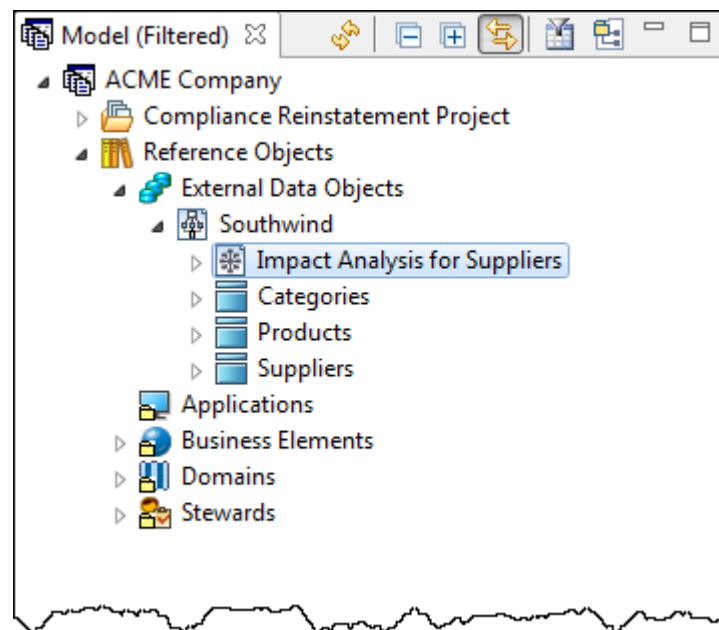 Model (Filtered)
ACME Company
Compliance Reinstatement Project
Reference Objects
External Data Objects
Southwind
Impact Analysis for Suppliers
Categories
Products
Suppliers
Applications
Business Elements
Domains
Stewards